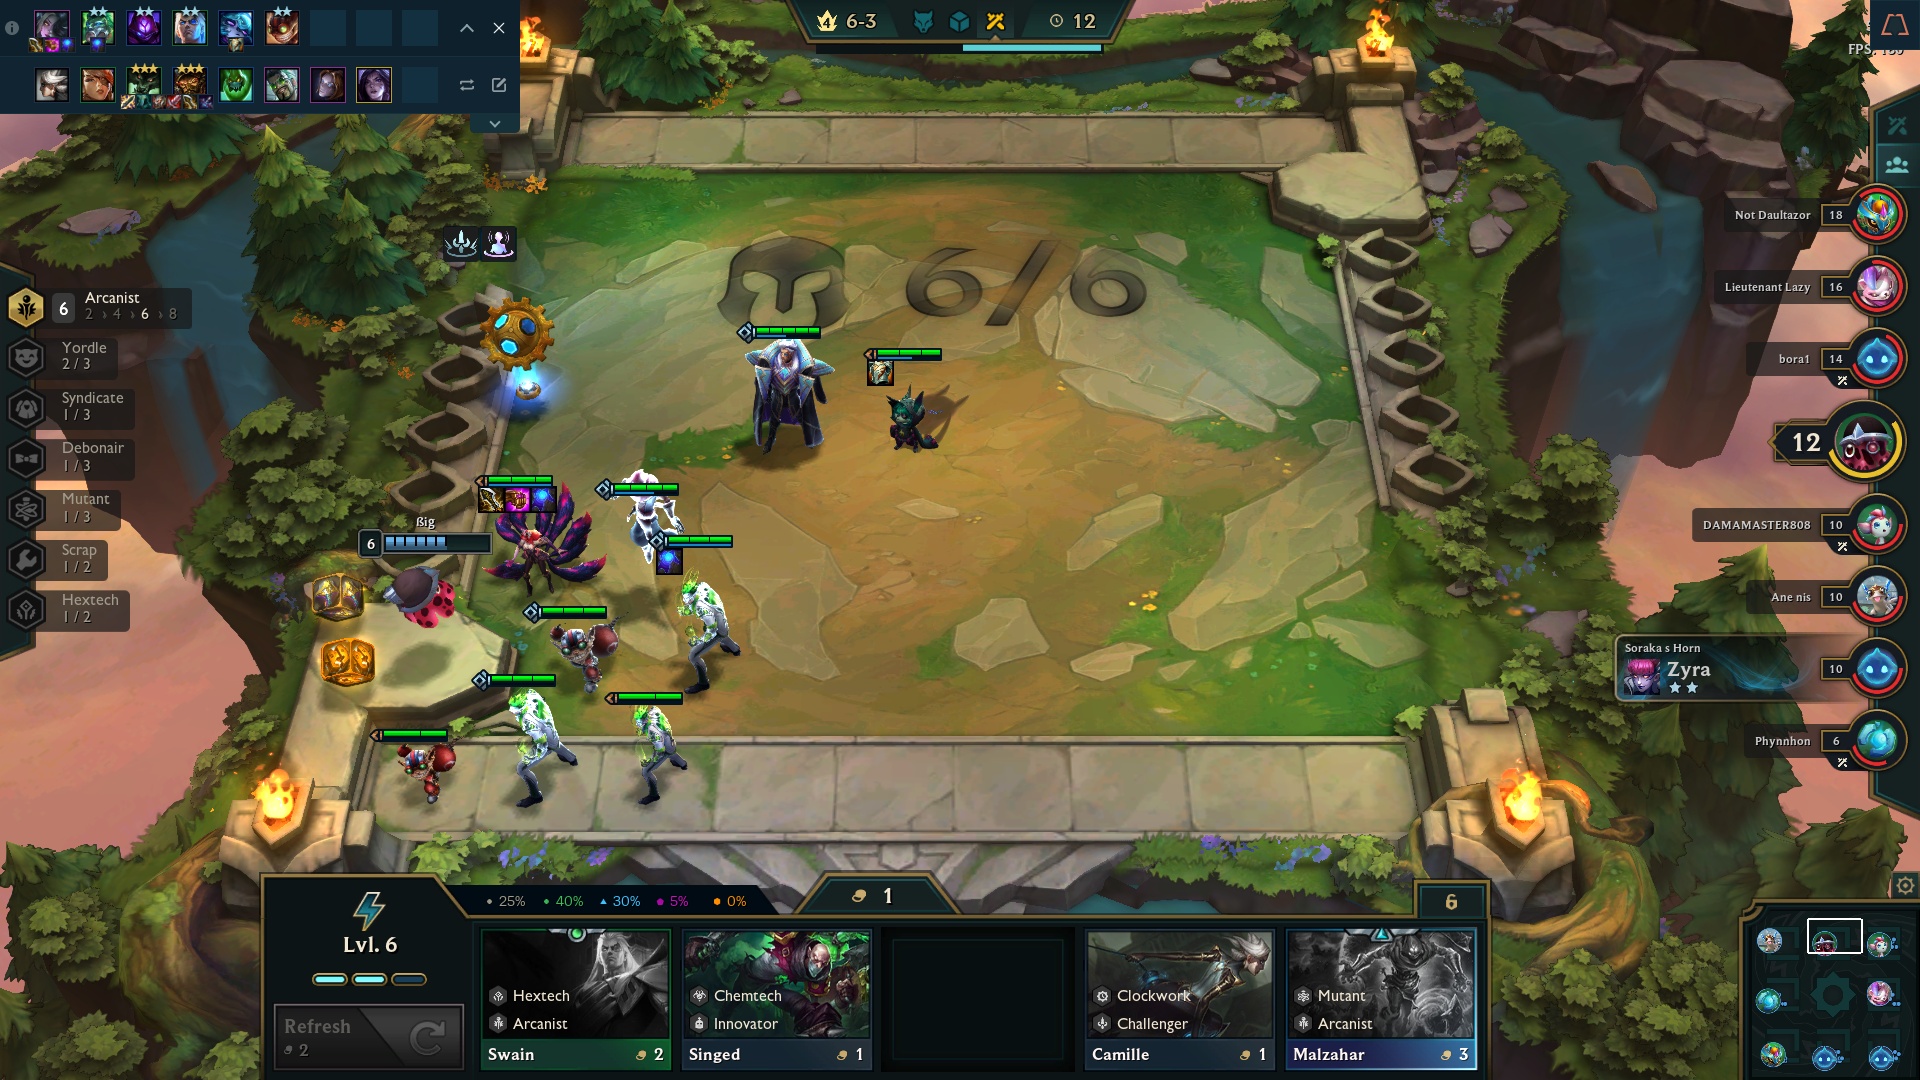 4 6-3 12
6/6
6 Arcanist
2 › 4 › 6 › 8
Yordle
2 / 3
Syndicate
1 / 3
Debonair
1 / 3
Mutant
1 / 3
Scrap
1 / 2
Hextech
1 / 2
ßig
6
Not Daultazor 18
Lieutenant Lazy 16
bora1 14
12
DAMAMASTER808 10
Ane nis 10
Soraka s Horn
Zyra 10
Phynnhon 6
Lvl. 6
Refresh
2
25% 40% 30% 5% 0%
1
6
Hextech
Arcanist
Swain 2
Chemtech
Innovator
Singed 1
Clockwork
Challenger
Camille 1
Mutant
Arcanist
Malzahar 3